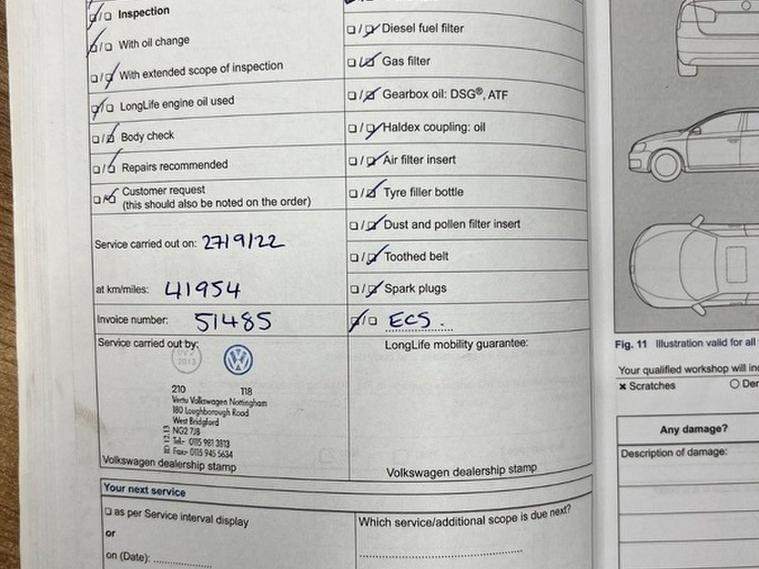 Inspection
With oil change
With extended scope of inspection
LongLife engine oil used
Body check
Repairs recommended
Customer request
(this should also be noted on the order)
Service carried out on: 27/9/22
at km/miles: 41954
Invoice number: 51485
Service carried out by:
2013
210 118
Vertu Volkswagen Nottingham
180 Loughborough Road
West Bridgford
NG2 7JB
Tel:- 0115 981 3813
Fax:- 0115 945 5634
Volkswagen dealership stamp
Diesel fuel filter
Gas filter
Gearbox oil: DSG®, ATF
Haldex coupling: oil
Air filter insert
Tyre filler bottle
Dust and pollen filter insert
Toothed belt
Spark plugs
ECS.
LongLife mobility guarantee:
Volkswagen dealership stamp
Your next service
as per Service interval display
or
on (Date):
Which service/additional scope is due next?
Fig. 11 Illustration valid for all
Your qualified workshop will
× Scratches
Any damage?
Description of damage: